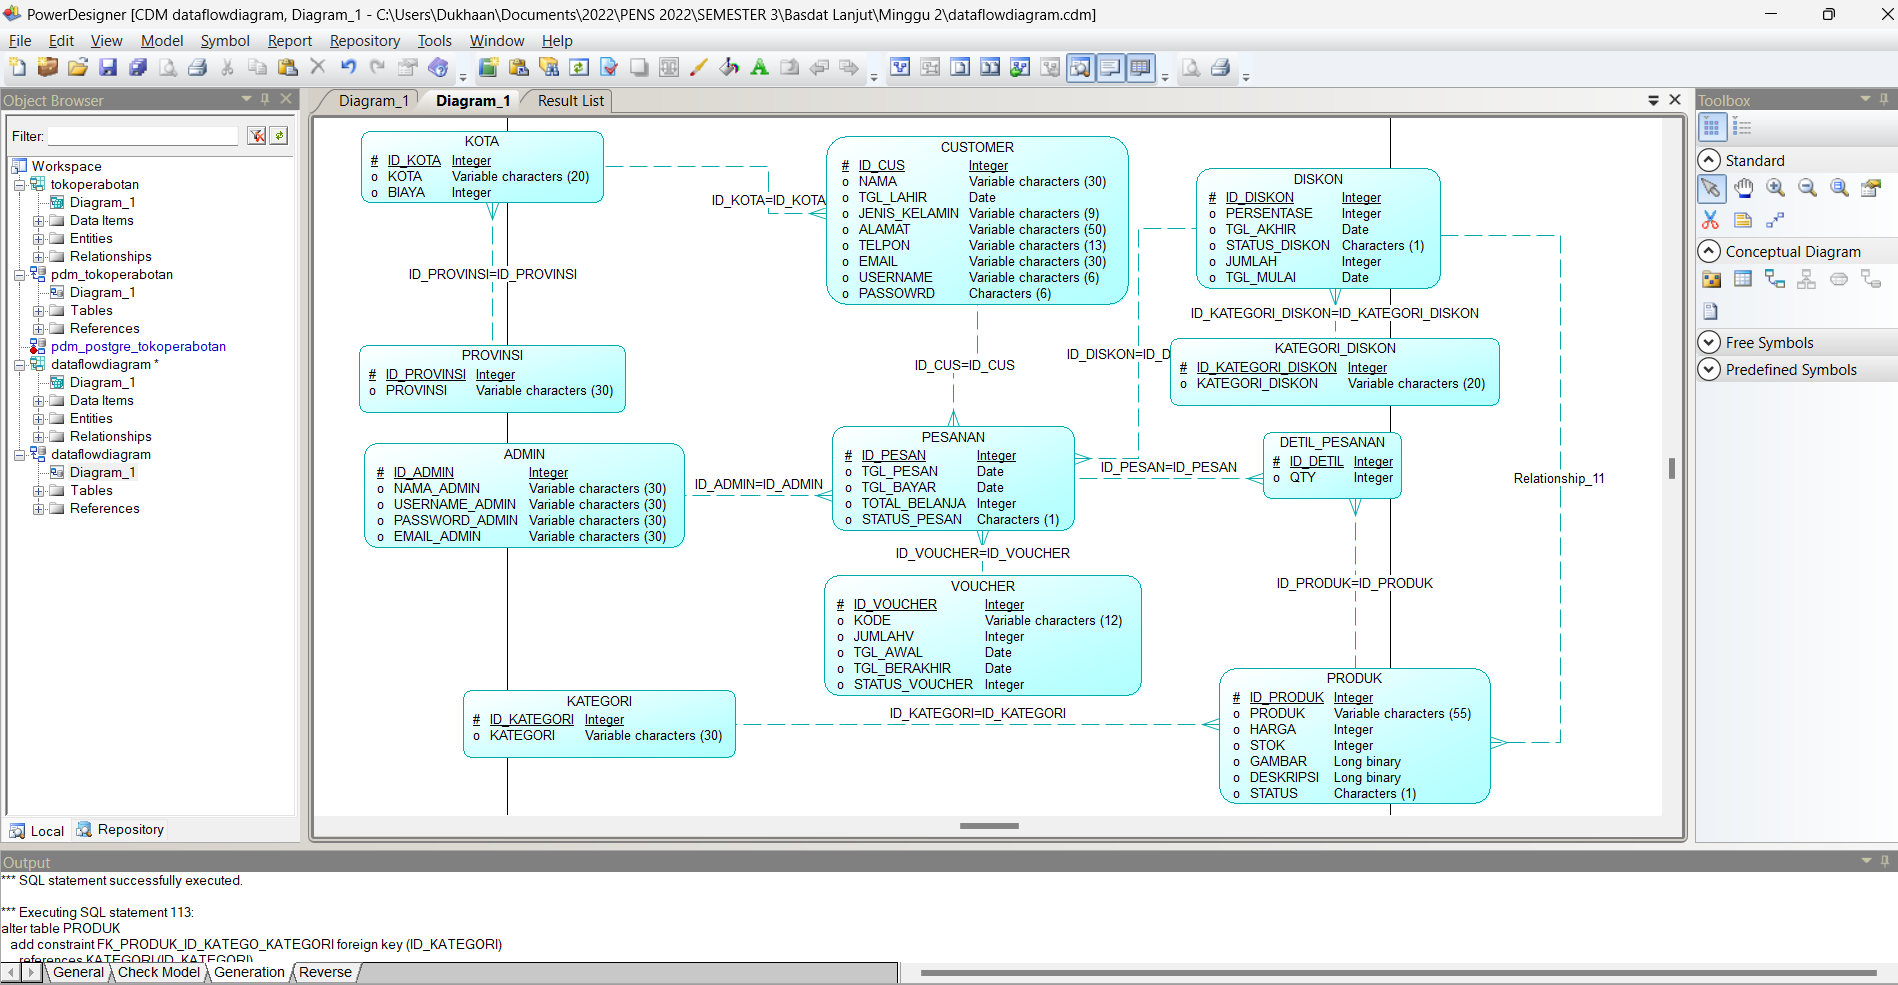 PowerDesigner [CDM dataflowdiagram, Diagram_1 - C:\Users\Dukhaan\Documents\2022\PENS 2022\SEMESTER 3\Basdat Lanjut\Minggu 2\dataflowdiagram.cdm]
File Edit View Model Symbol Report Repository Tools Window Help
Object Browser
Filter:
Workspace
tokoperabotan
Diagram_1
Data Items
Entities
Relationships
pdm_tokoperabotan
Diagram_1
Tables
References
pdm_postgre_tokoperabotan
dataflowdiagram *
Diagram_1
Data Items
Entities
Relationships
dataflowdiagram
Diagram_1
Tables
References
Local Repository
Diagram_1 Diagram_1 Result List
KOTA
# ID_KOTA Integer
o KOTA Variable characters (20)
o BIAYA Integer
ID_KOTA=ID_KOTA
CUSTOMER
# ID_CUS Integer
o NAMA Variable characters (30)
o TGL_LAHIR Date
o JENIS_KELAMIN Variable characters (9)
o ALAMAT Variable characters (50)
o TELPON Variable characters (13)
o EMAIL Variable characters (30)
o USERNAME Variable characters (6)
o PASSOWRD Characters (6)
DISKON
# ID_DISKON Integer
o PERSENTASE Integer
o TGL_AKHIR Date
o STATUS_DISKON Characters (1)
o JUMLAH Integer
o TGL_MULAI Date
ID_PROVINSI=ID_PROVINSI
ID_KATEGORI_DISKON=ID_KATEGORI_DISKON
PROVINSI
# ID_PROVINSI Integer
o PROVINSI Variable characters (30)
ID_CUS=ID_CUS
ID_DISKON=ID_D
KATEGORI_DISKON
# ID_KATEGORI_DISKON Integer
o KATEGORI_DISKON Variable characters (20)
ADMIN
# ID_ADMIN Integer
o NAMA_ADMIN Variable characters (30)
o USERNAME_ADMIN Variable characters (30)
o PASSWORD_ADMIN Variable characters (30)
o EMAIL_ADMIN Variable characters (30)
ID_ADMIN=ID_ADMIN
PESANAN
# ID_PESAN Integer
o TGL_PESAN Date
o TGL_BAYAR Date
o TOTAL_BELANJA Integer
o STATUS_PESAN Characters (1)
ID_PESAN=ID_PESAN
DETIL_PESANAN
# ID_DETIL Integer
o QTY Integer
Relationship_11
ID_VOUCHER=ID_VOUCHER
VOUCHER
# ID_VOUCHER Integer
o KODE Variable characters (12)
o JUMLAHV Integer
o TGL_AWAL Date
o TGL_BERAKHIR Date
o STATUS_VOUCHER Integer
ID_PRODUK=ID_PRODUK
KATEGORI
# ID_KATEGORI Integer
o KATEGORI Variable characters (30)
ID_KATEGORI=ID_KATEGORI
PRODUK
# ID_PRODUK Integer
o PRODUK Variable characters (55)
o HARGA Integer
o STOK Integer
o GAMBAR Long binary
o DESKRIPSI Long binary
o STATUS Characters (1)
Toolbox
Standard
Conceptual Diagram
Free Symbols
Predefined Symbols
Output
*** SQL statement successfully executed.
*** Executing SQL statement 113:
alter table PRODUK
add constraint FK_PRODUK_ID_KATEGO_KATEGORI foreign key (ID_KATEGORI)
references KATEGORI (ID_KATEGORI)
General Check Model Generation Reverse